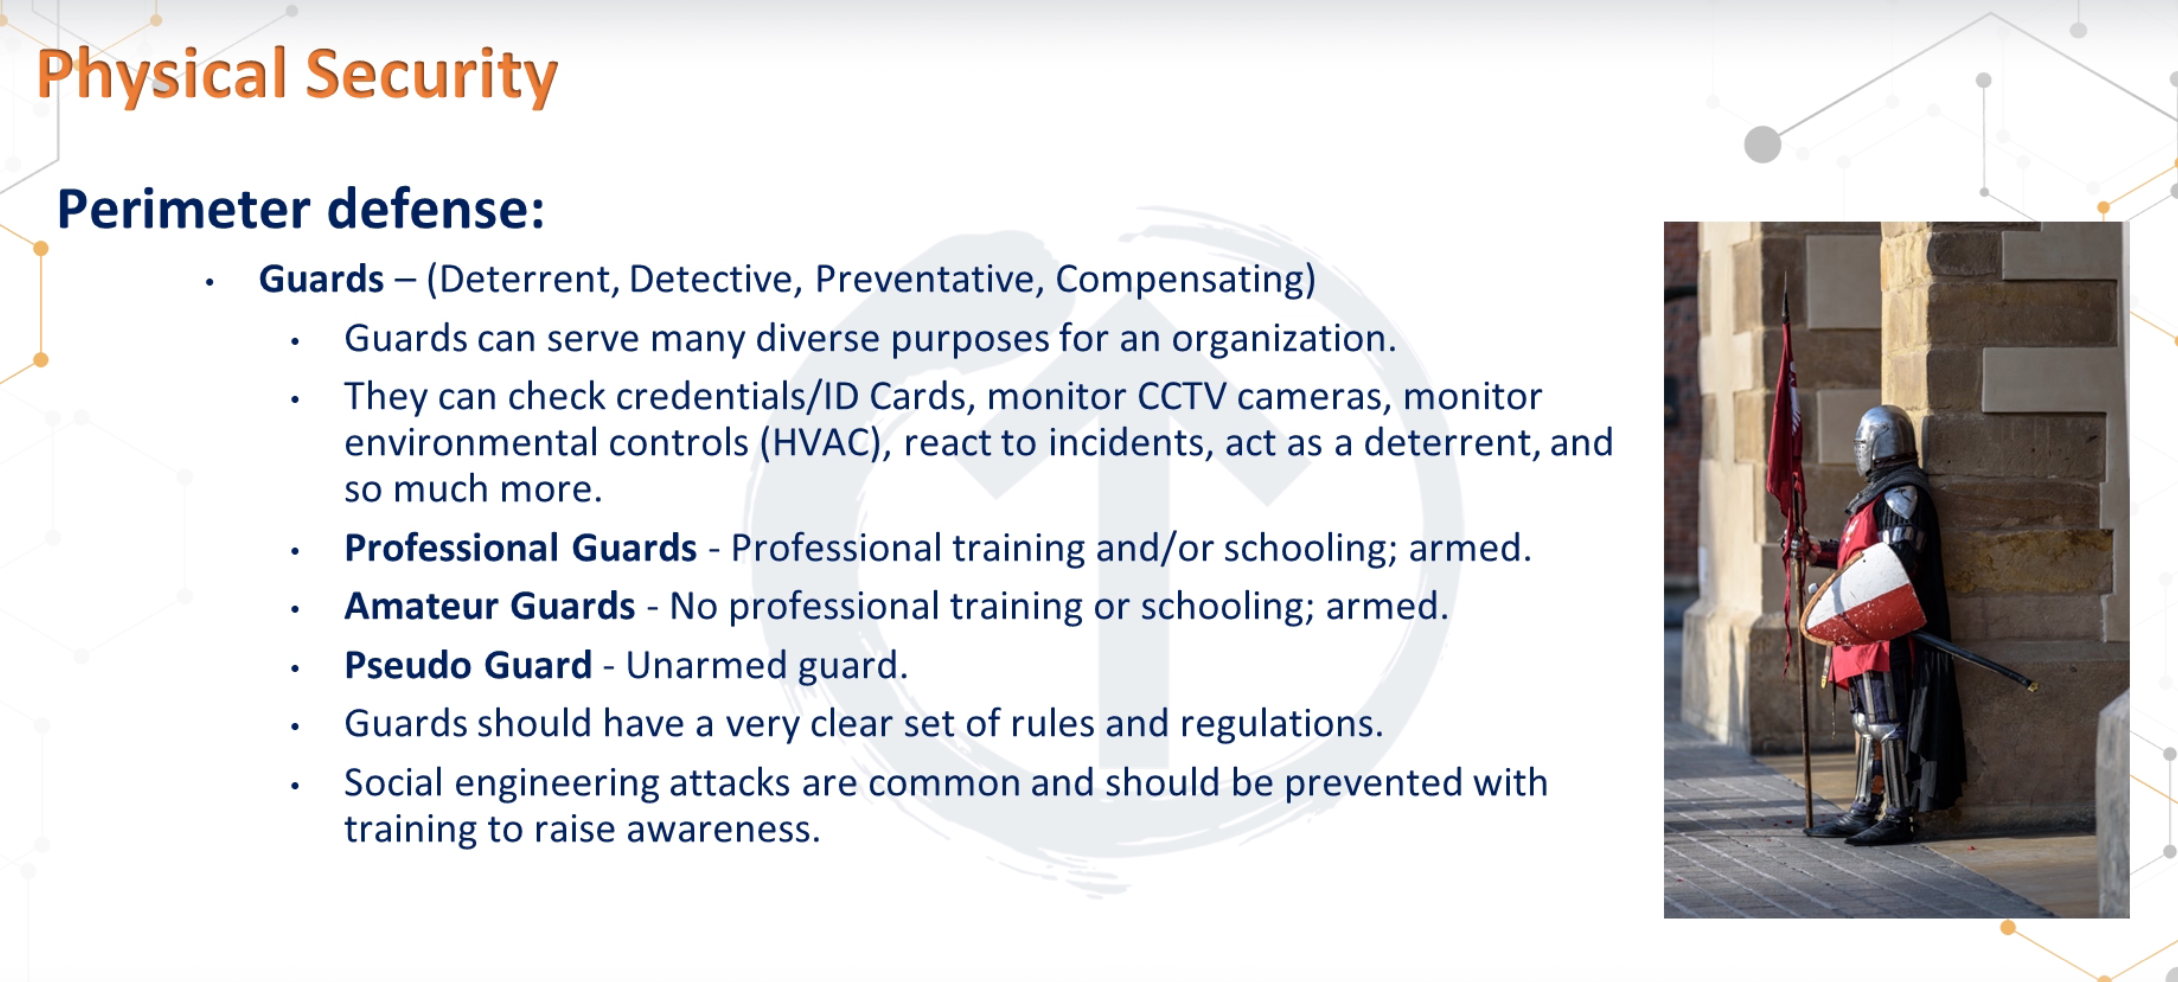 Physical Security
Perimeter defense:
• Guards – (Deterrent, Detective, Preventative, Compensating)
• Guards can serve many diverse purposes for an organization.
• They can check credentials/ID Cards, monitor CCTV cameras, monitor
environmental controls (HVAC), react to incidents, act as a deterrent, and
so much more.
• Professional Guards - Professional training and/or schooling; armed.
• Amateur Guards - No professional training or schooling; armed.
• Pseudo Guard - Unarmed guard.
• Guards should have a very clear set of rules and regulations.
• Social engineering attacks are common and should be prevented with
training to raise awareness.